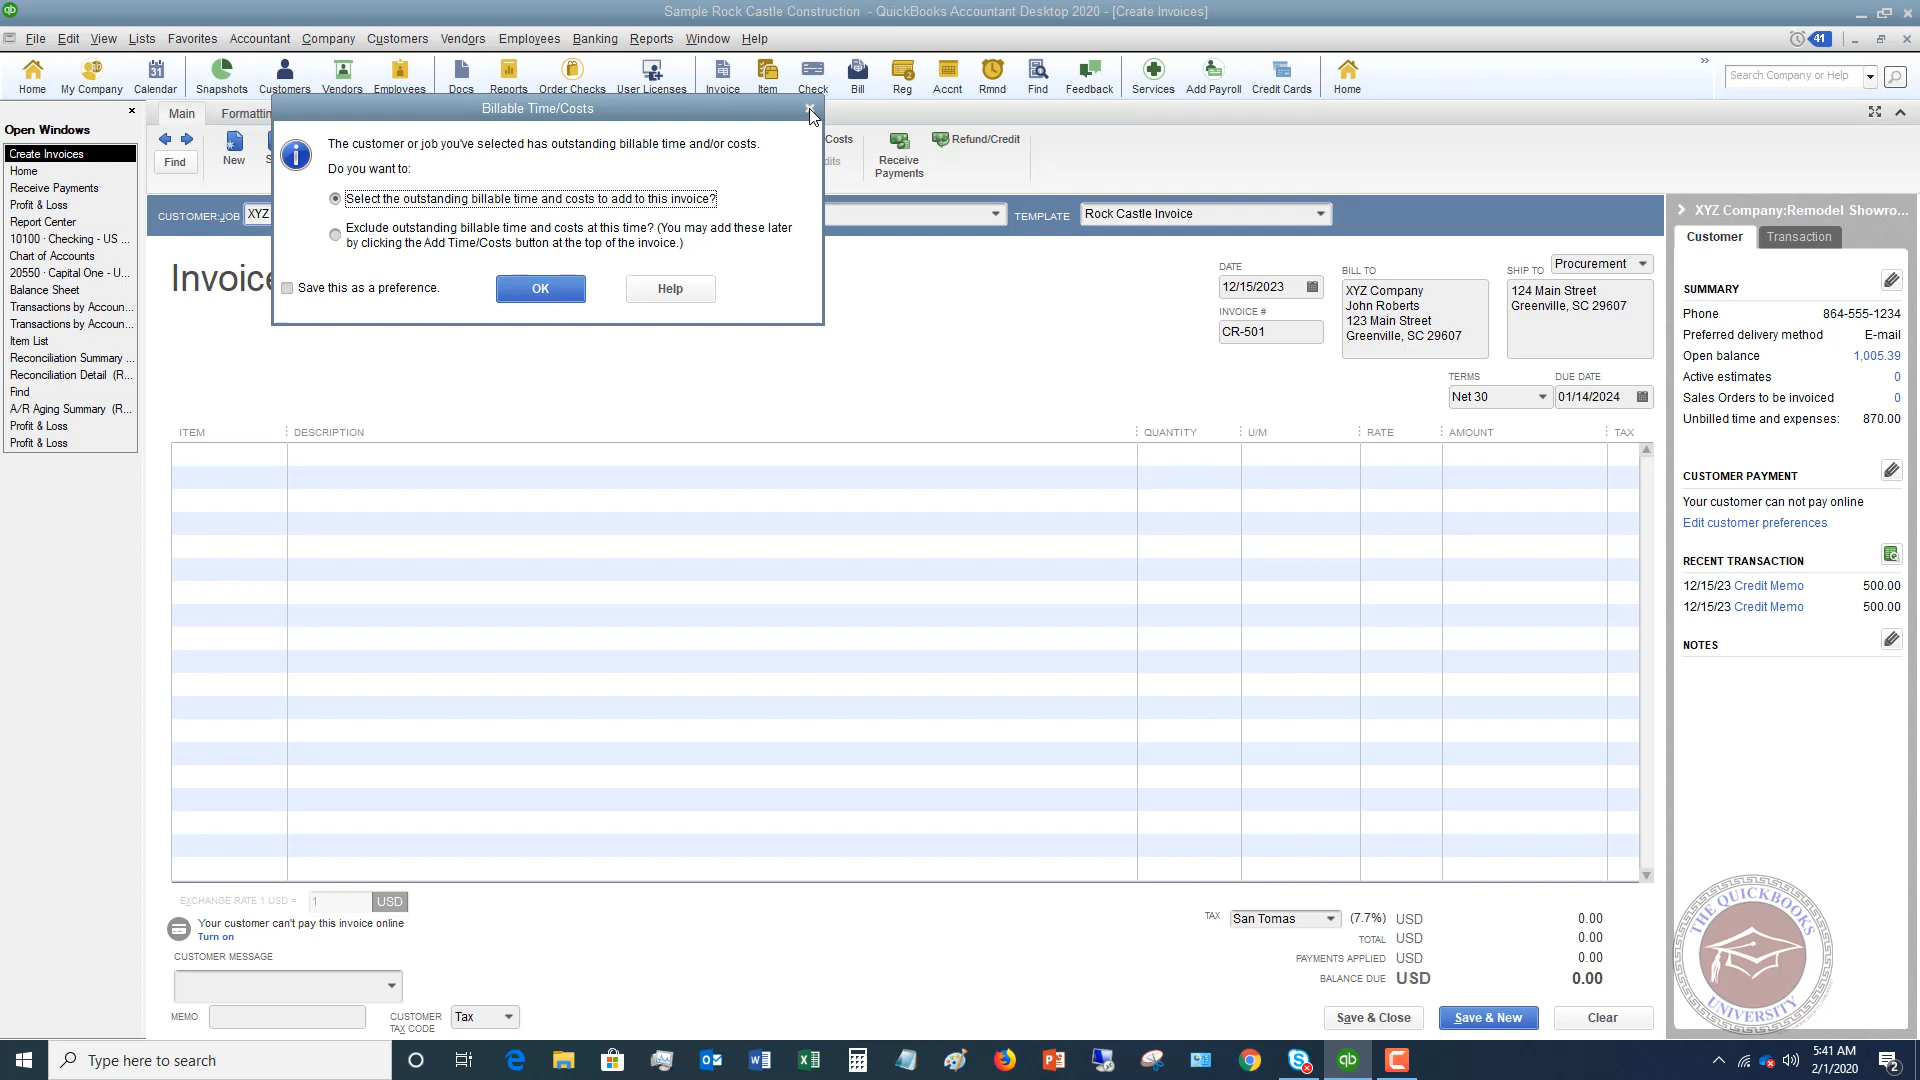 Sample Rock Castle Construction - QuickBooks Accountant Desktop 2020 - [Create Invoices]
File Edit View Lists Favorites Accountant Company Customers Vendors Employees Banking Reports Window Help
41
Home My Company Calendar Snapshots Customers Vendors Employees Docs Reports Order Checks User Licenses Invoice Item Check Bill Reg Accnt Rmnd Find Feedback Services Add Payroll Credit Cards Home
Search Company or Help
Open Windows
Create Invoices
Home
Receive Payments
Profit & Loss
Report Center
10100 · Checking - US ...
Chart of Accounts
20550 · Capital One - U...
Balance Sheet
Transactions by Accoun...
Transactions by Accoun...
Item List
Reconciliation Summary ...
Reconciliation Detail (R...
Find
A/R Aging Summary (R...
Profit & Loss
Profit & Loss
Main
Find
New
Costs
Receive
Payments
Refund/Credit
Billable Time/Costs
The customer or job you've selected has outstanding billable time and/or costs.
Do you want to:
Select the outstanding billable time and costs to add to this invoice?
Exclude outstanding billable time and costs at this time? (You may add these later
by clicking the Add Time/Costs button at the top of the invoice.)
Save this as a preference.
OK
Help
CUSTOMER:JOB XYZ
TEMPLATE Rock Castle Invoice
Invoice
DATE
12/15/2023
INVOICE #
CR-501
BILL TO
XYZ Company
John Roberts
123 Main Street
Greenville, SC 29607
SHIP TO Procurement
124 Main Street
Greenville, SC 29607
TERMS
Net 30
DUE DATE
01/14/2024
ITEM DESCRIPTION QUANTITY U/M RATE AMOUNT TAX
EXCHANGE RATE 1 USD = 1 USD
Your customer can't pay this invoice online
Turn on
CUSTOMER MESSAGE
MEMO
CUSTOMER
TAX CODE
Tax
TAX San Tomas (7.7%) USD 0.00
TOTAL USD 0.00
PAYMENTS APPLIED USD 0.00
BALANCE DUE USD 0.00
Save & Close
Save & New
Clear
XYZ Company:Remodel Showro...
Customer
Transaction
SUMMARY
Phone 864-555-1234
Preferred delivery method E-mail
Open balance 1,005.39
Active estimates 0
Sales Orders to be invoiced 0
Unbilled time and expenses: 870.00
CUSTOMER PAYMENT
Your customer can not pay online
Edit customer preferences
RECENT TRANSACTION
12/15/23 Credit Memo 500.00
12/15/23 Credit Memo 500.00
NOTES
THE QUICKBOOKS
UNIVERSITY
Type here to search
5:41 AM
2/1/2020
2